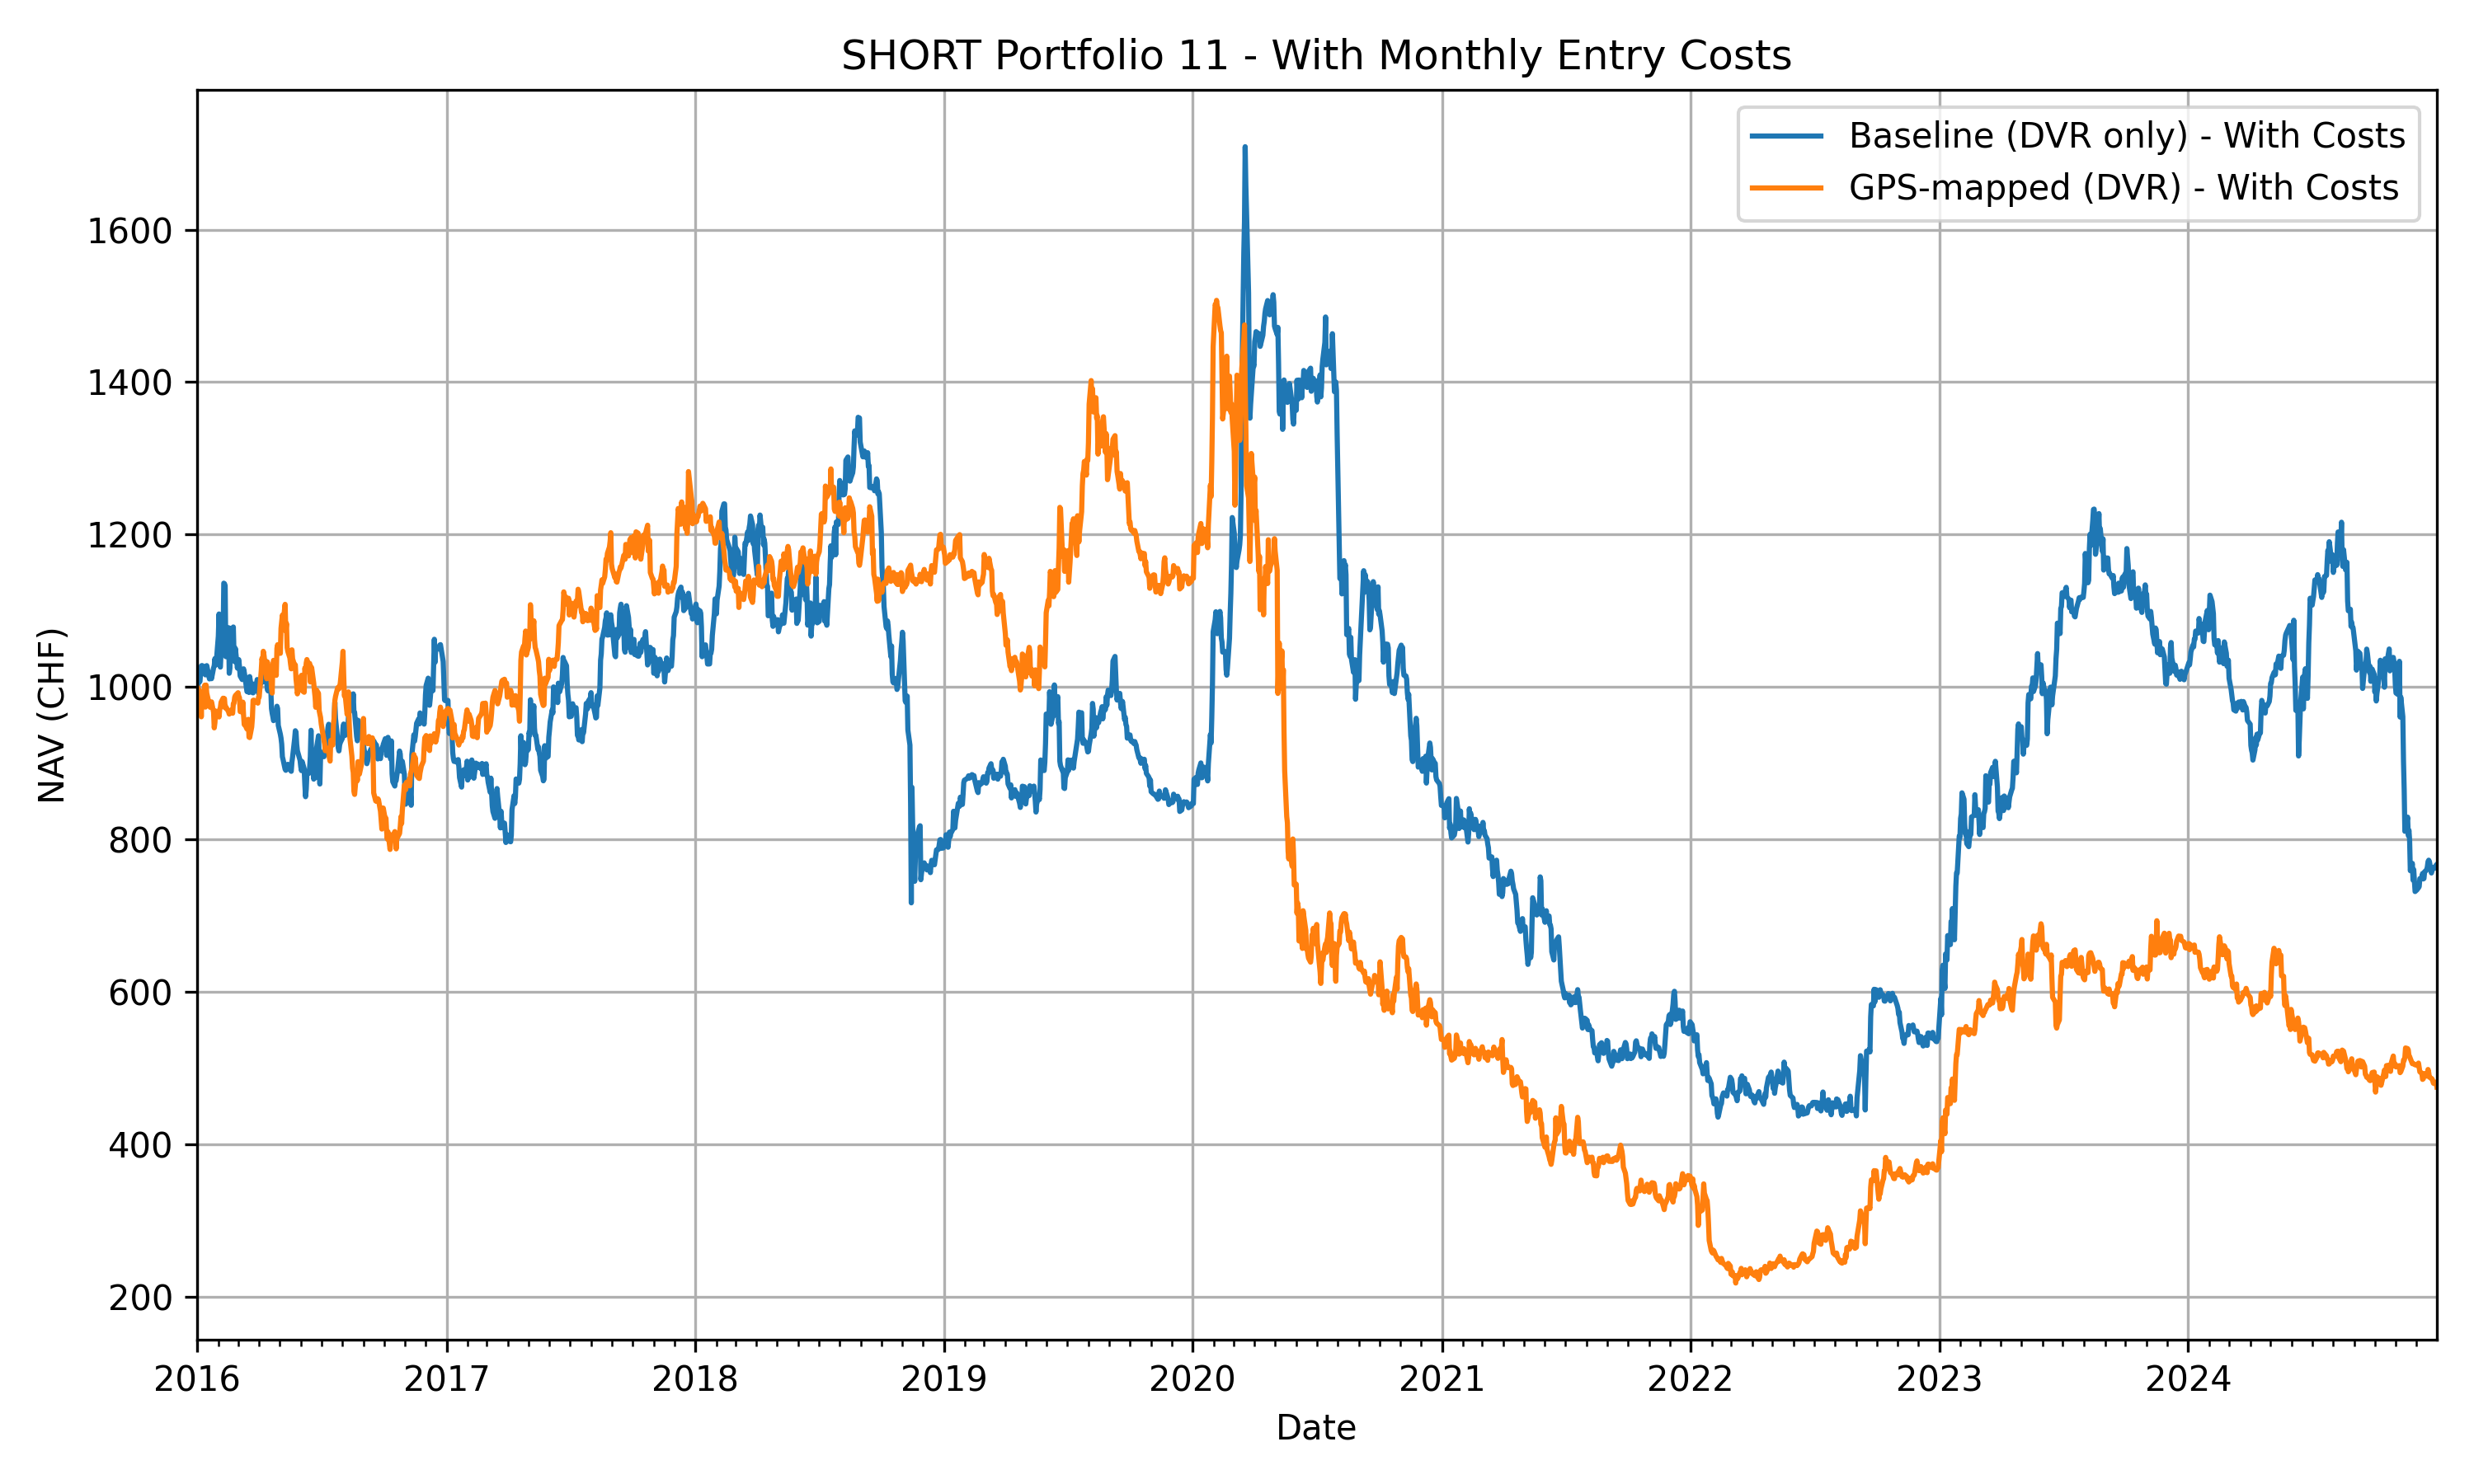 SHORT Portfolio 11 - With Monthly Entry Costs
Baseline (DVR only) - With Costs
GPS-mapped (DVR) - With Costs
NAV (CHF)
1600
1400
1200
1000
800
600
400
200
2016 2017 2018 2019 2020 2021 2022 2023 2024
Date